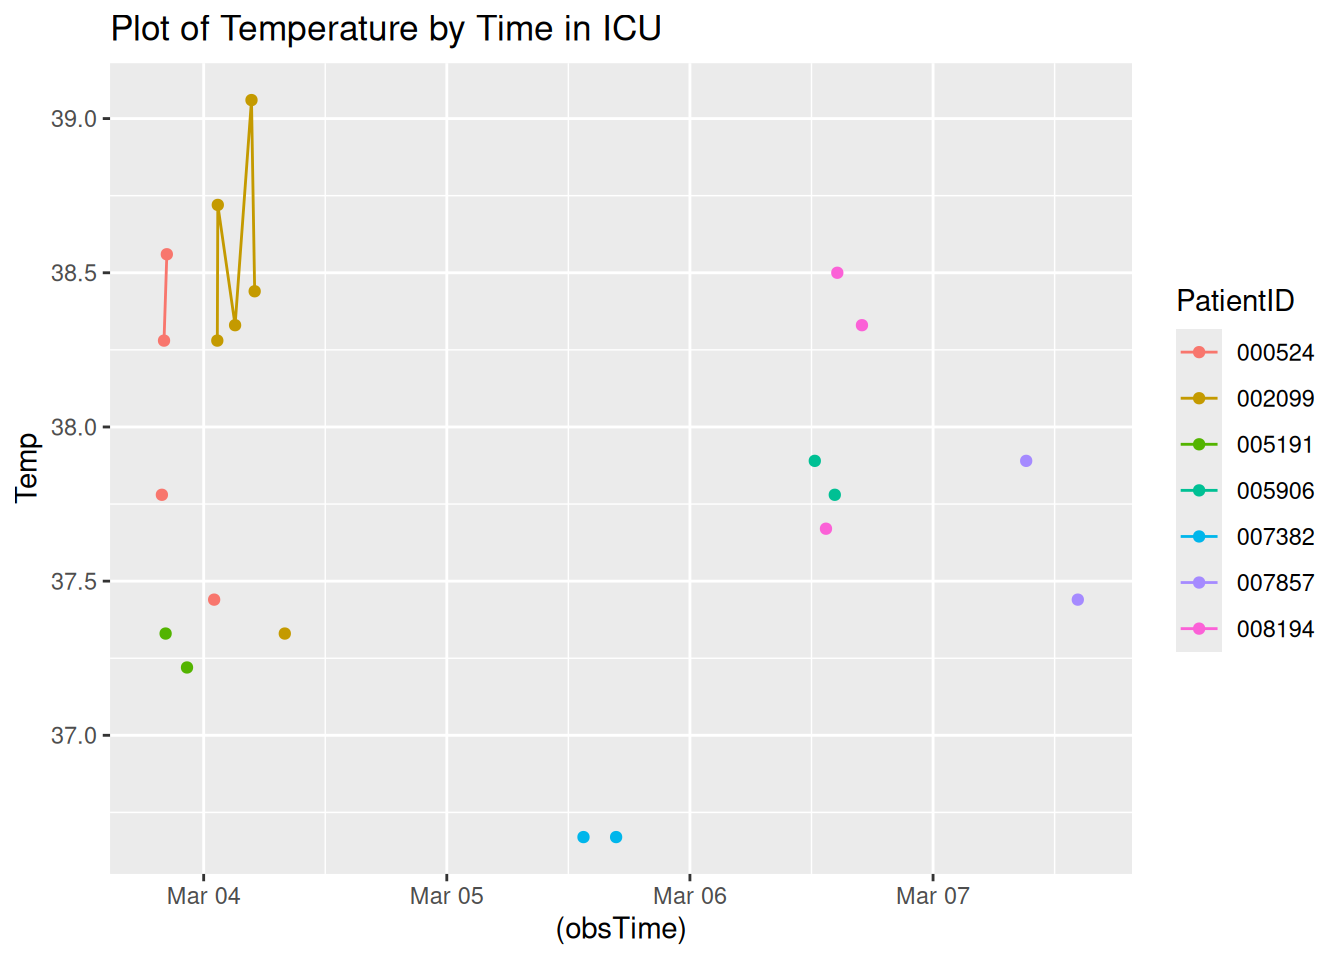 Plot of Temperature by Time in ICU
39.0
38.5
38.0
37.5
37.0
Temp
Mar 04
Mar 05
Mar 06
Mar 07
(obsTime)
PatientID
000524
002099
005191
005906
007382
007857
008194